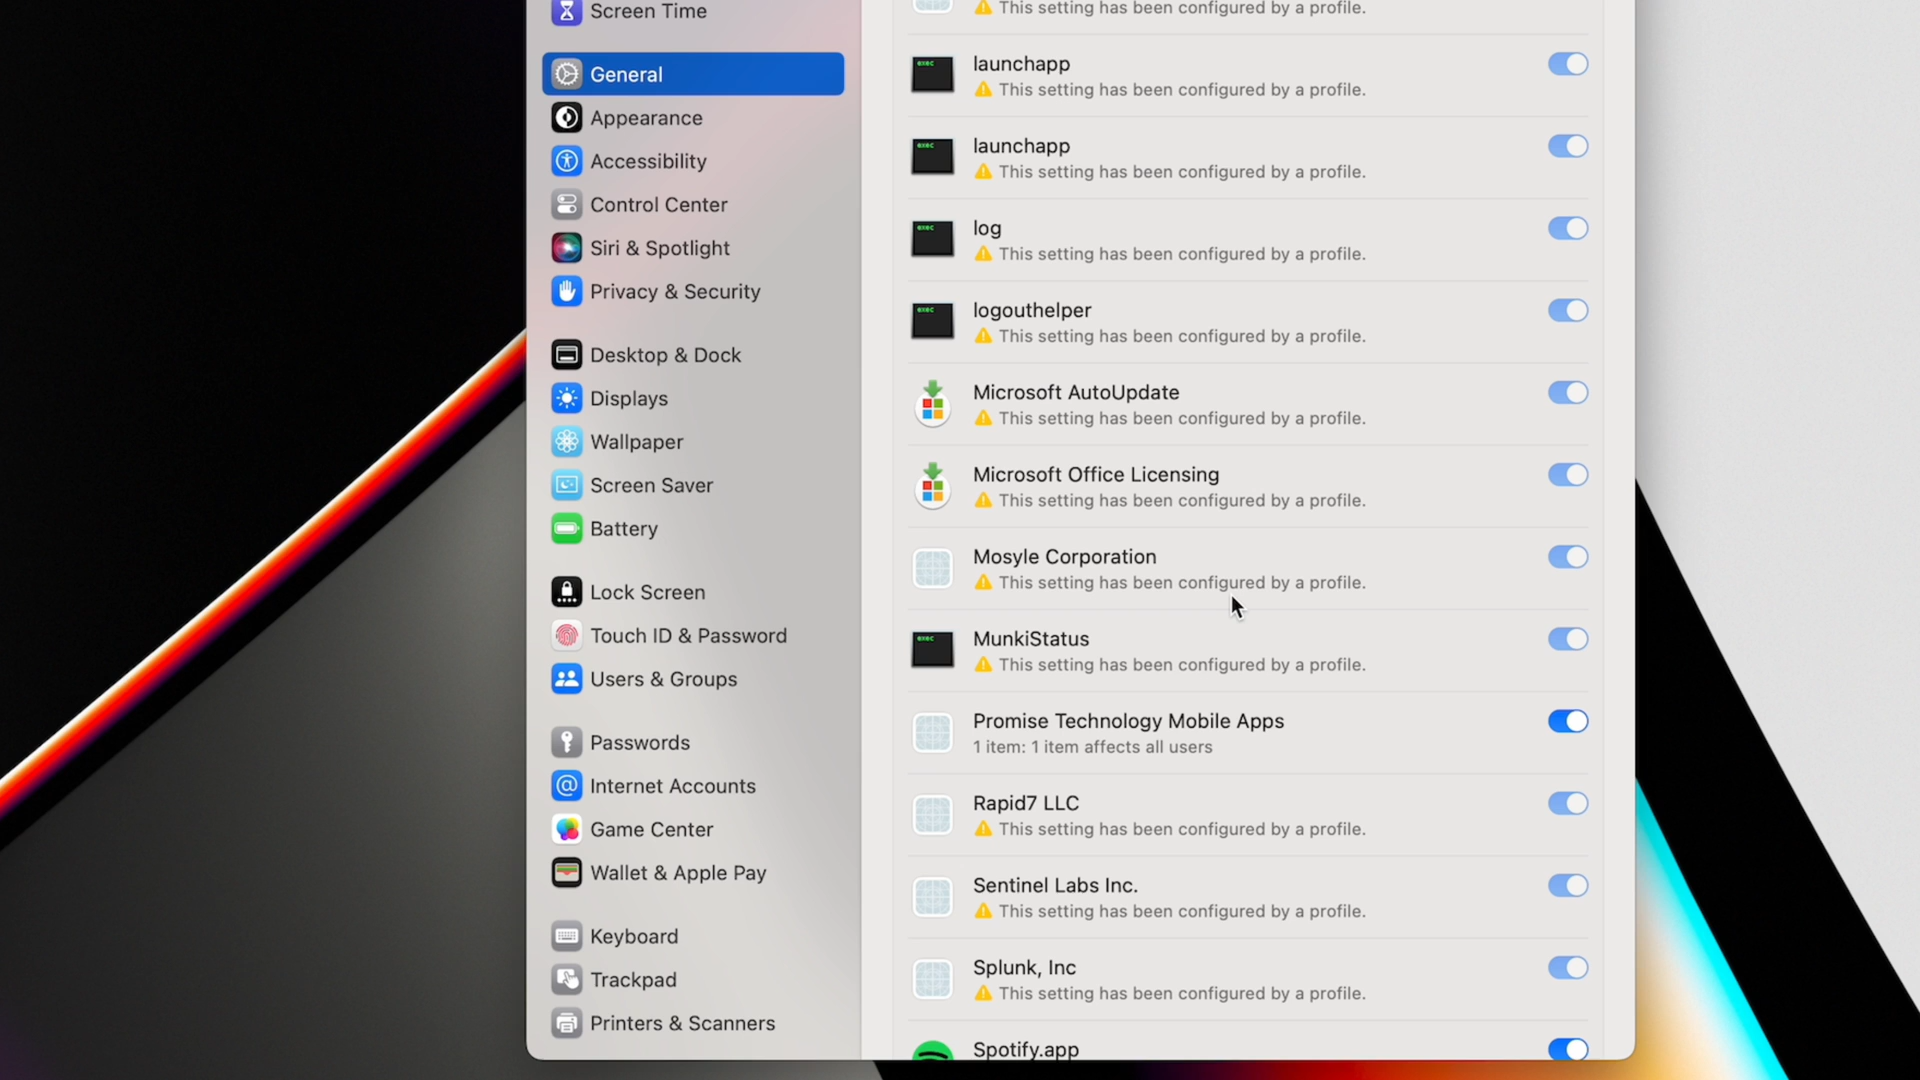 Screen Time
General
Appearance
Accessibility
Control Center
Siri & Spotlight
Privacy & Security
Desktop & Dock
Displays
Wallpaper
Screen Saver
Battery
Lock Screen
Touch ID & Password
Users & Groups
Passwords
Internet Accounts
Game Center
Wallet & Apple Pay
Keyboard
Trackpad
Printers & Scanners
This setting has been configured by a profile.
exec
launchapp
This setting has been configured by a profile.
exec
launchapp
This setting has been configured by a profile.
exec
log
This setting has been configured by a profile.
exec
logouthelper
This setting has been configured by a profile.
Microsoft AutoUpdate
This setting has been configured by a profile.
Microsoft Office Licensing
This setting has been configured by a profile.
Mosyle Corporation
This setting has been configured by a profile.
exec
MunkiStatus
This setting has been configured by a profile.
Promise Technology Mobile Apps
1 item: 1 item affects all users
Rapid7 LLC
This setting has been configured by a profile.
Sentinel Labs Inc.
This setting has been configured by a profile.
Splunk, Inc
This setting has been configured by a profile.
Spotify.app